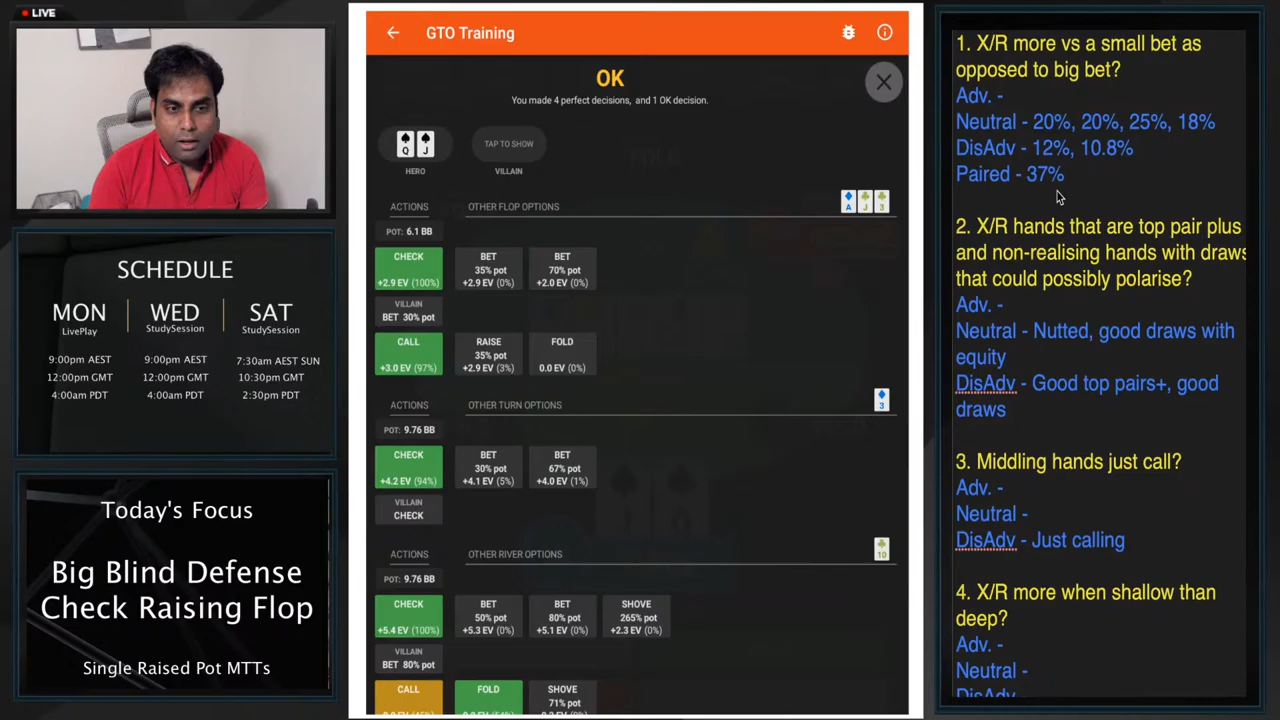 LIVE
SCHEDULE
MON
LivePlay
9:00pm AEST
12:00pm GMT
4:00am PDT
WED
StudySession
9:00pm AEST
12:00pm GMT
4:00am PDT
SAT
StudySession
7:30am AEST SUN
10:30pm GMT
2:30pm PDT
Today's Focus
Big Blind Defense
Check Raising Flop
Single Raised Pot MTTs
GTO Training
OK
You made 4 perfect decisions, and 1 OK decision.
Q J
HERO
TAP TO SHOW
VILLAIN
ACTIONS OTHER FLOP OPTIONS A J 3
POT: 6.1 BB
CHECK
+2.9 EV (100%)
BET
35% pot
+2.9 EV (0%)
BET
70% pot
+2.0 EV (0%)
VILLAIN
BET 30% pot
CALL
+3.0 EV (97%)
RAISE
35% pot
+2.9 EV (3%)
FOLD
0.0 EV (0%)
ACTIONS OTHER TURN OPTIONS 3
POT: 9.76 BB
CHECK
+4.2 EV (94%)
BET
30% pot
+4.1 EV (5%)
BET
67% pot
+4.0 EV (1%)
VILLAIN
CHECK
ACTIONS OTHER RIVER OPTIONS 10
POT: 9.76 BB
CHECK
+5.4 EV (100%)
BET
50% pot
+5.3 EV (0%)
BET
80% pot
+5.1 EV (0%)
SHOVE
265% pot
+2.3 EV (0%)
VILLAIN
BET 80% pot
CALL
FOLD
SHOVE
71% pot
1. X/R more vs a small bet as
opposed to big bet?
Adv. -
Neutral - 20%, 20%, 25%, 18%
DisAdv - 12%, 10.8%
Paired - 37%
2. X/R hands that are top pair plus
and non-realising hands with draws
that could possibly polarise?
Adv. -
Neutral - Nutted, good draws with
equity
DisAdv - Good top pairs+, good
draws
3. Middling hands just call?
Adv. -
Neutral -
DisAdv - Just calling
4. X/R more when shallow than
deep?
Adv. -
Neutral -